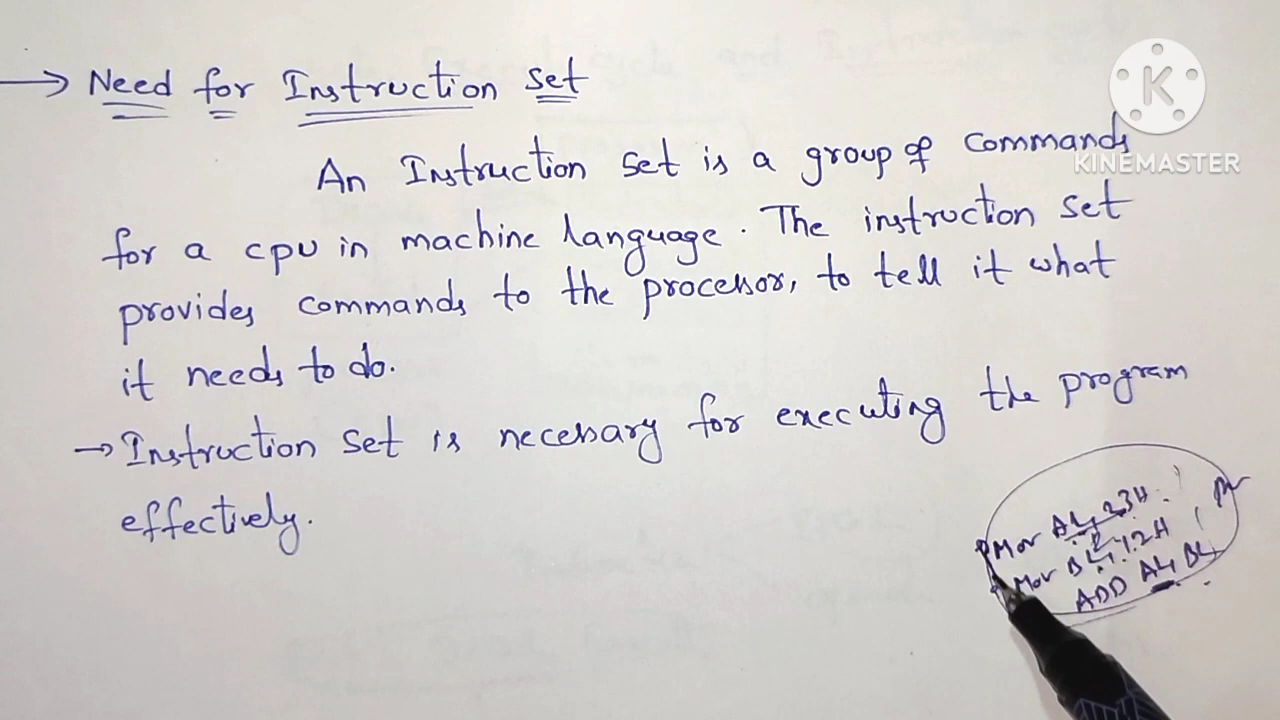 → Need for Instruction set
An Instruction set is a group of commands
for a cpu in machine language. The instruction set
provides commands to the processor, to tell it what
it needs to do.
→ Instruction set is necessary for executing the program
effectively.
Mov AL, 23H
Mov BL, 42H
ADD AL, BL
K
KINEMASTER